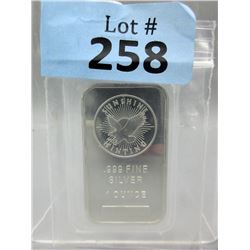 Lot #
258
SUNSHINE
MINTING
.999 FINE
SILVER
1 OUNCE